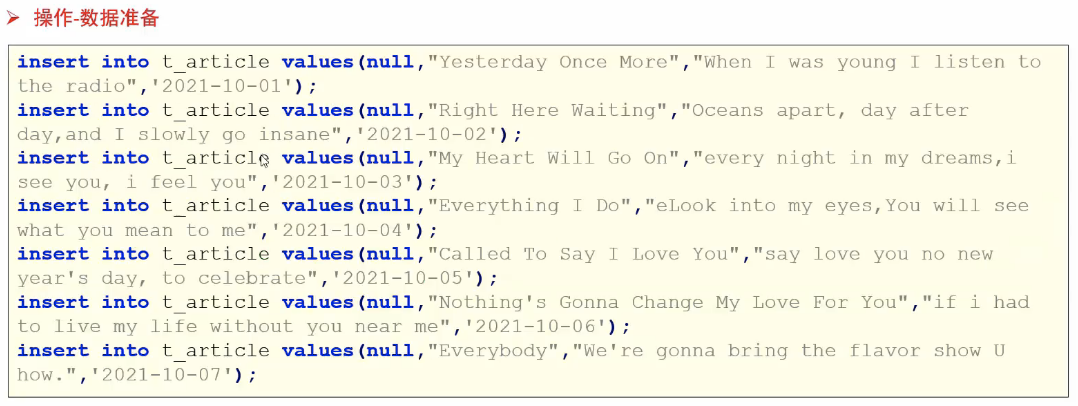 ➢ 操作-数据准备
insert into t_article values(null,"Yesterday Once More","When I was young I listen to
the radio",'2021-10-01');
insert into t_article values(null,"Right Here Waiting","Oceans apart, day after
day,and I slowly go insane",'2021-10-02');
insert into t_article values(null,"My Heart Will Go On","every night in my dreams,i
see you, i feel you",'2021-10-03');
insert into t_article values(null,"Everything I Do","eLook into my eyes,You will see
what you mean to me",'2021-10-04');
insert into t_article values(null,"Called To Say I Love You","say love you no new
year's day, to celebrate",'2021-10-05');
insert into t_article values(null,"Nothing's Gonna Change My Love For You","if i had
to live my life without you near me",'2021-10-06');
insert into t_article values(null,"Everybody","We're gonna bring the flavor show U
how.",'2021-10-07');